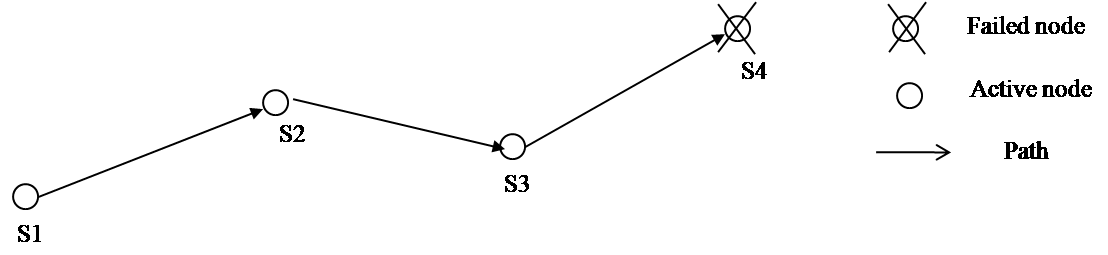 Failed node
S4
Active node
S2
Path
S3
S1